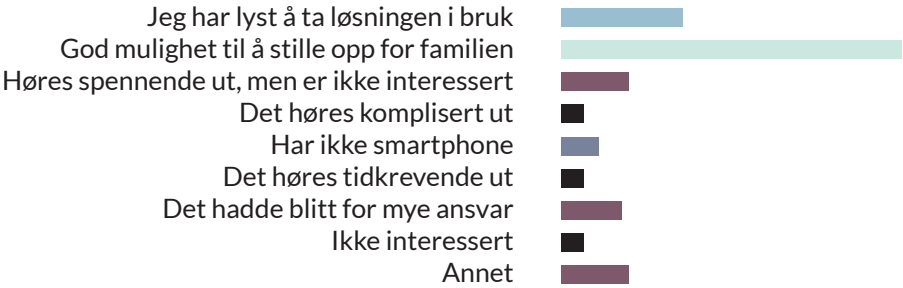 Jeg har lyst å ta løsningen i bruk
God mulighet til å stille opp for familien
Høres spennende ut, men er ikke interessert
Det høres komplisert ut
Har ikke smartphone
Det høres tidkrevende ut
Det hadde blitt for mye ansvar
Ikke interessert
Annet